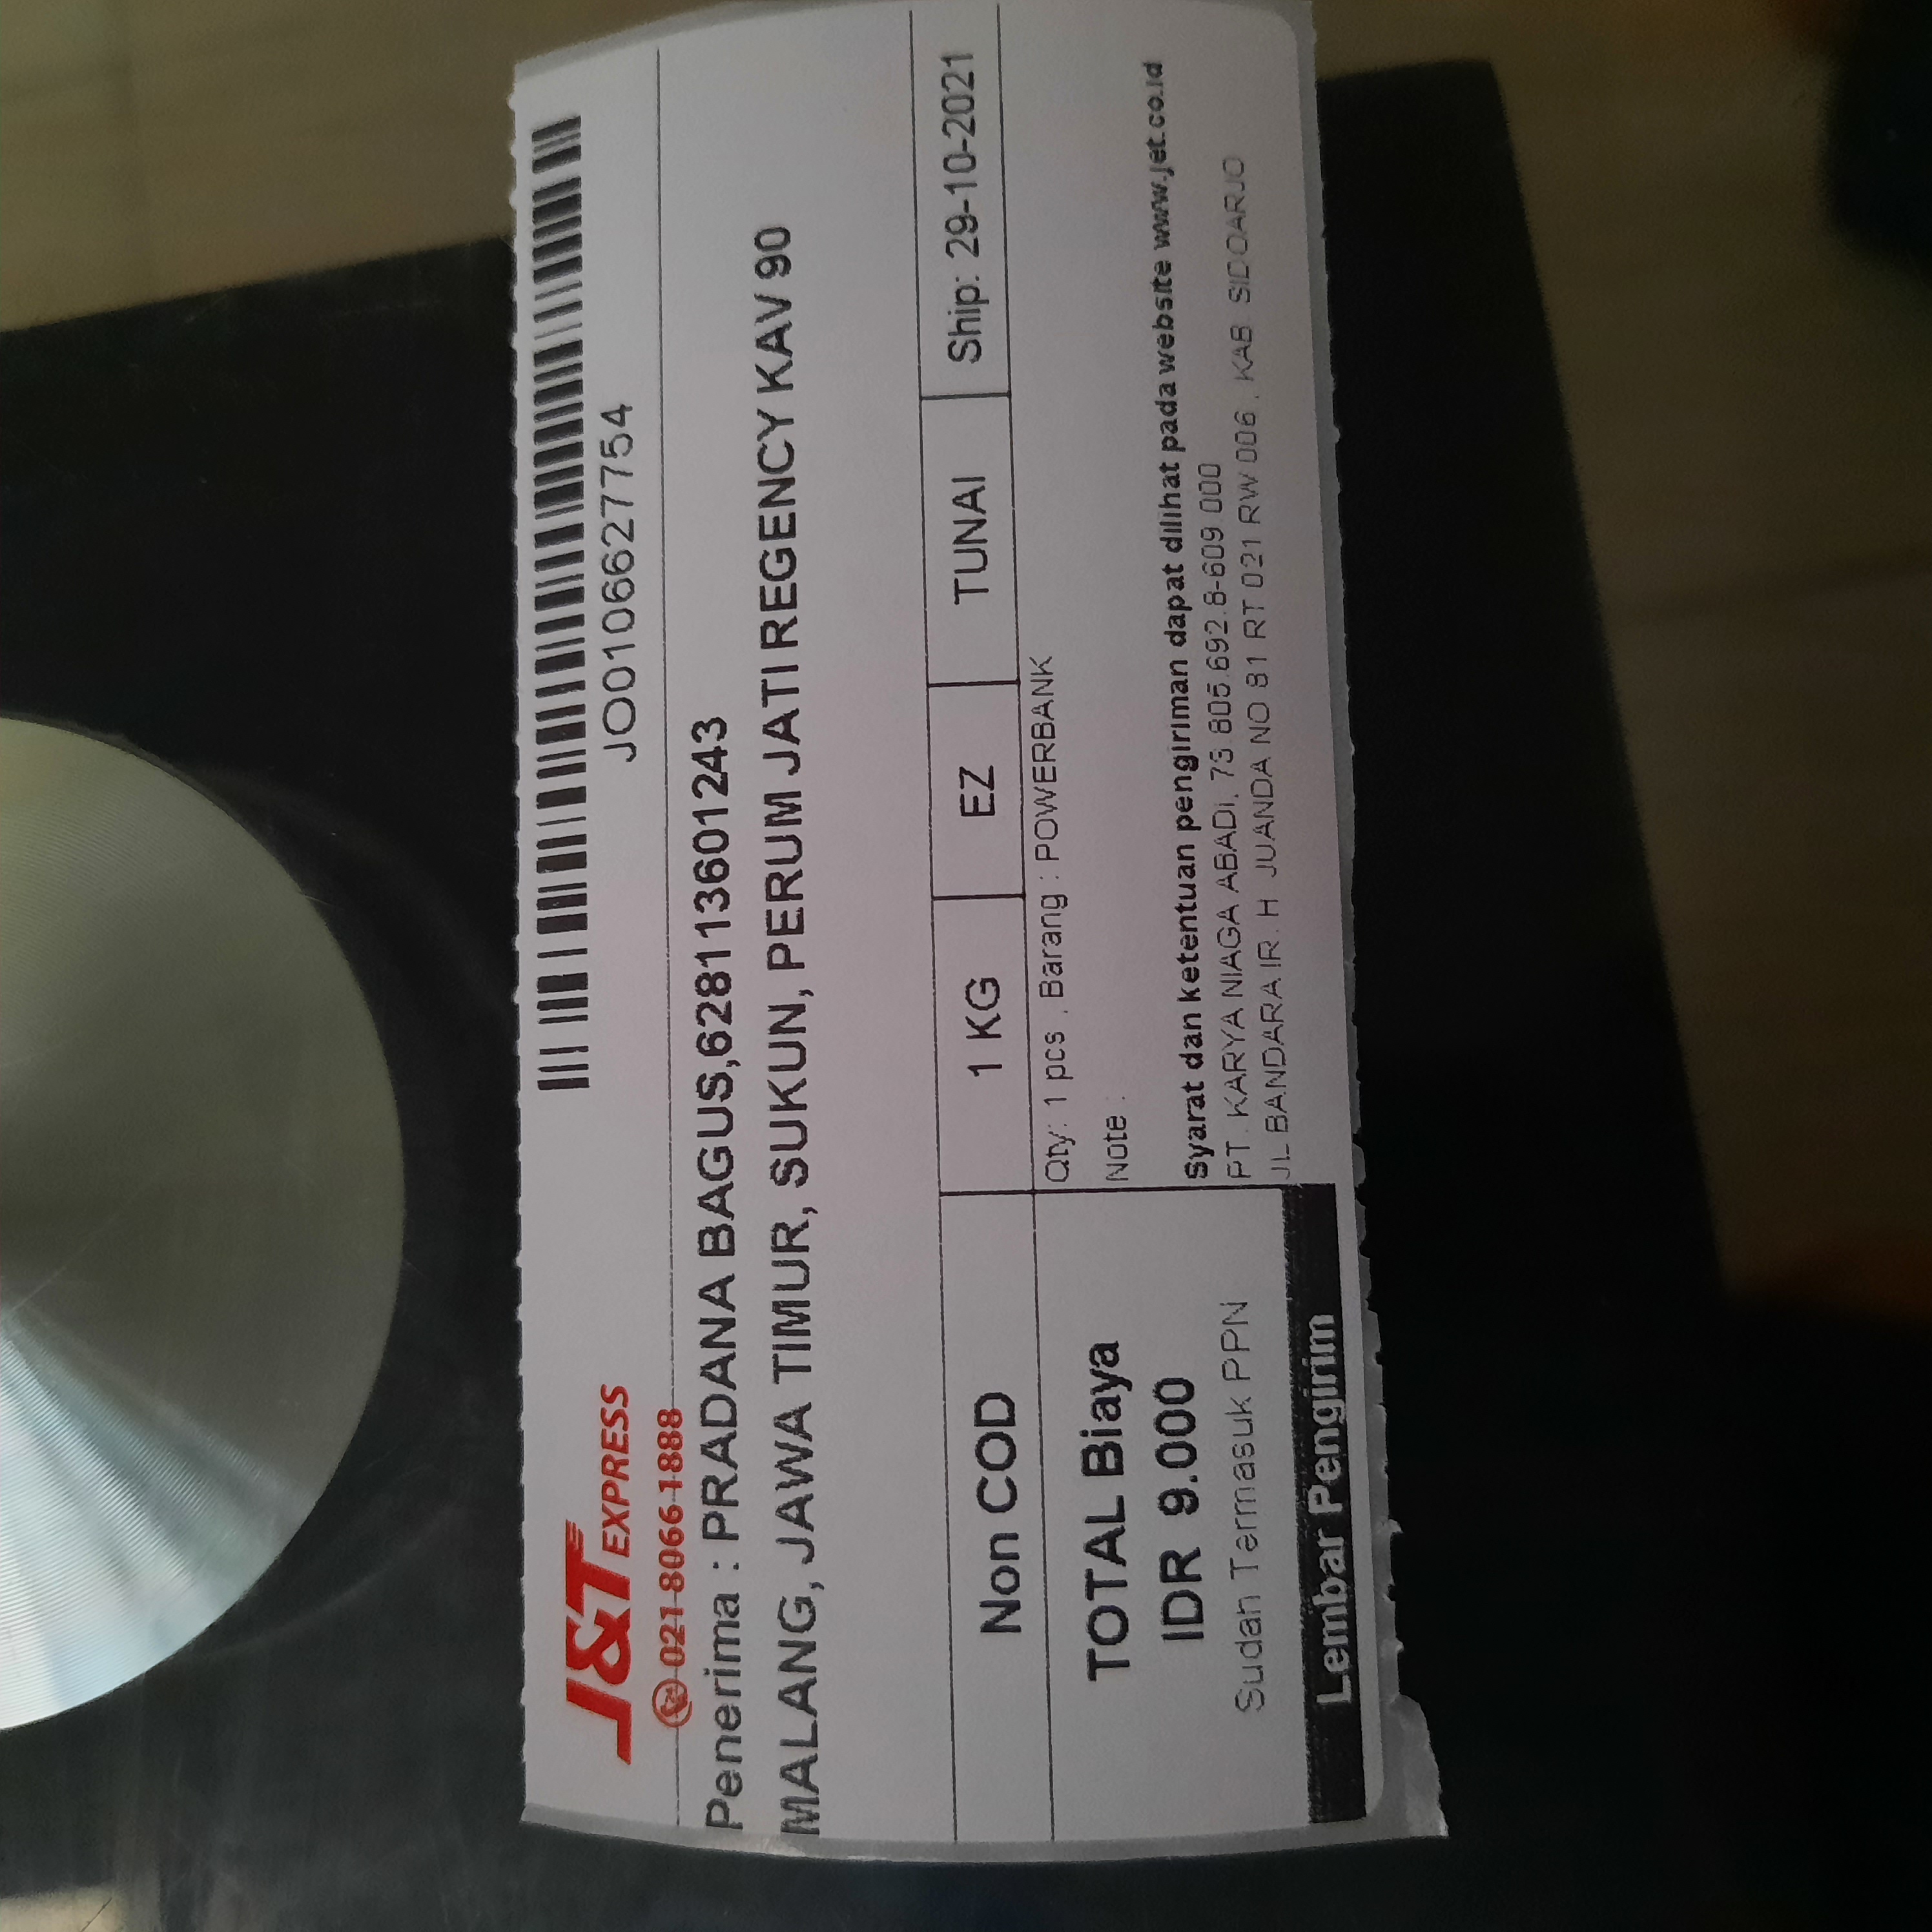 J&T EXPRESS
JO0106627754
021 8066 1888
Penerima : PRADANA BAGUS,628113601243
MALANG, JAWA TIMUR, SUKUN, PERUM JATI REGENCY KAV 90
Non COD
1 KG
EZ
TUNAI
Ship: 29-10-2021
TOTAL Biaya
IDR 9.000
Sudah Termasuk PPN
Lembar Pengirim
Qty: 1 pcs , Barang : POWERBANK
Note :
Syarat dan ketentuan pengiriman dapat dilihat pada website www.jet.co.id
PT. KARYA NIAGA ABADI, 73.805.692.8-609.000
JL BANDARA IR. H. JUANDA NO 81 RT 021 RW 006 , KAB. SIDOARJO